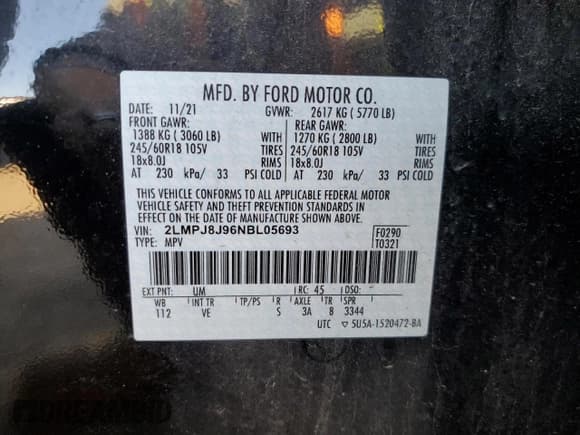 MFD. BY FORD MOTOR CO.
DATE: 11/21 GVWR: 2617 KG ( 5770 LB)
FRONT GAWR: REAR GAWR:
1388 KG ( 3060 LB) WITH 1270 KG ( 2800 LB) WITH
245/60R18 105V TIRES 245/60R18 105V TIRES
18x8.0J RIMS 18x8.0J RIMS
AT 230 kPa/ 33 PSI COLD AT 230 kPa/ 33 PSI COLD
THIS VEHICLE CONFORMS TO ALL APPLICABLE FEDERAL MOTOR
VEHICLE SAFETY AND THEFT PREVENTION STANDARDS IN
EFFECT ON THE DATE OF MANUFACTURE SHOWN ABOVE.
VIN: 2LMPJ8J96NBL05693 F0290
TYPE: MPV T0321
EXT PNT: UM RC: 45 DSO:
WB INT TR TP/PS R AXLE TR SPR
112 VE S 3A 8 3344
UTC ▽ 5U5A-1520472-BA